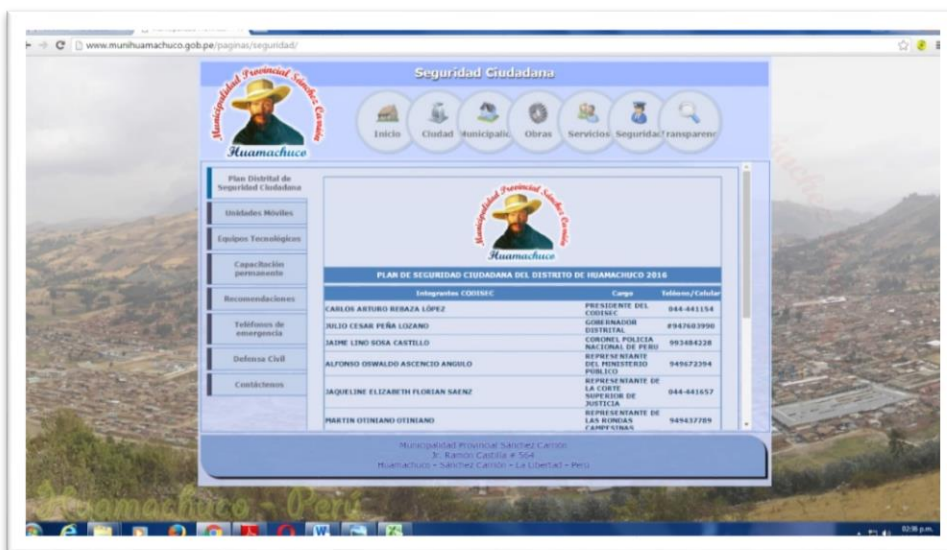 www.munihuamachuco.gob.pe/paginas/seguridad/
Seguridad Ciudadana
Municipalidad Provincial Sánchez Carrión
Huamachuco
Inicio
Ciudad
Municipalic
Obras
Servicios
Seguridac
Transparenc
Plan Distrital de
Seguridad Ciudadana
Unidades Móviles
Equipos Tecnológicos
Capacitación
permanente
Recomendaciones
Teléfonos de
emergencia
Defensa Civil
Contáctenos
Municipalidad Provincial Sánchez Carrión
Huamachuco
PLAN DE SEGURIDAD CIUDADANA DEL DISTRITO DE HUAMACHUCO 2016
Integrantes CODISEC Cargo Teléfono/Celular
CARLOS ARTURO REBAZA LÓPEZ PRESIDENTE DEL
CODISEC 044-441154
JULIO CESAR PEÑA LOZANO GOBERNADOR
DISTRITAL #947603990
JAIME LINO SOSA CASTILLO CORONEL POLICIA
NACIONAL DE PERU 993484228
ALFONSO OSWALDO ASCENCIO ANGULO REPRESENTANTE
DEL MINISTERIO
PÚBLICO 949672394
JAQUELINE ELIZABETH FLORIAN SAENZ REPRESENTANTE DE
LA CORTE
SUPERIOR DE
JUSTICIA 044-441657
MARTIN OTINIANO OTINIANO REPRESENTANTE DE
LAS RONDAS
CAMPESINAS 949437789
Municipalidad Provincial Sánchez Carrión
Jr. Ramón Castilla # 564
Huamachuco - Sánchez Carrión - La Libertad - Perú
Huamachuco - Perú
02:36 p.m.